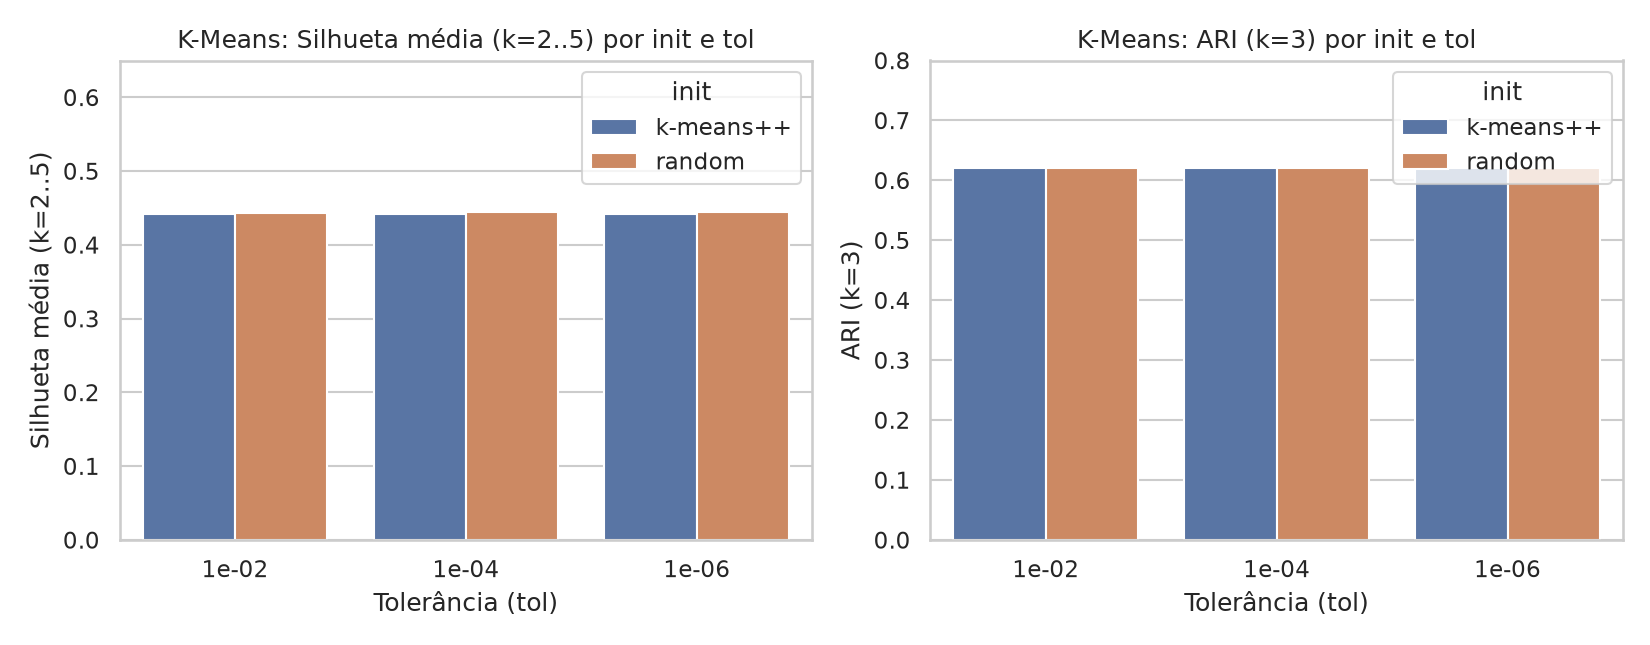 K-Means: Silhueta média (k=2..5) por init e tol
Silhueta média (k=2..5)
0.6
0.5
0.4
0.3
0.2
0.1
0.0
init
k-means++
random
1e-02
1e-04
1e-06
Tolerância (tol)
K-Means: ARI (k=3) por init e tol
ARI (k=3)
0.8
0.7
0.6
0.5
0.4
0.3
0.2
0.1
0.0
init
k-means++
random
1e-02
1e-04
1e-06
Tolerância (tol)